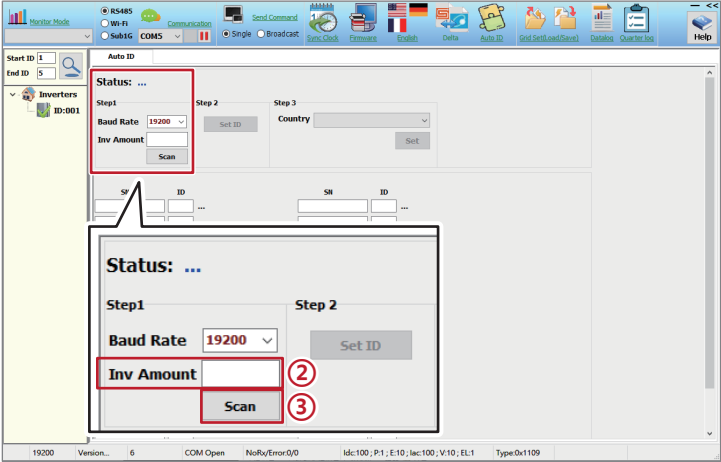 Monitor Mode
RS485
Wi-Fi
Sub1G COM5
Communication
Send Command
Single Broadcast
Sync Clock
Firmware
English
Delta
Auto ID
Grid Set(Load/Save)
Datalog
Quarter log
— <<
Help
Start ID 1
End ID 5
Inverters
ID:001
Auto ID
Status: ...
Step1
Baud Rate 19200
Inv Amount
Scan
Step 2
Set ID
Step 3
Country
Set
ID
...
SN ID
...
Status: ...
Step1
Baud Rate 19200
Inv Amount ②
Scan ③
Step 2
Set ID
19200 Version... 6 COM Open NoRx/Error:0/0 Idc:100 ; P:1 ; E:10 ; Iac:100 ; V:10 ; EL:1 Type:0x1109